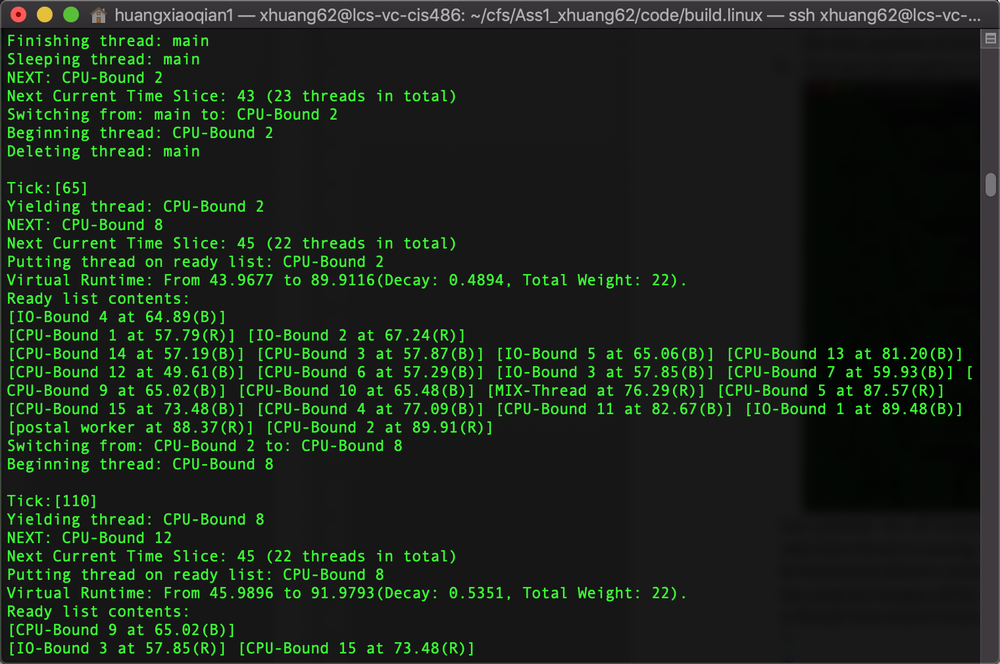 huangxiaoqian1 — xhuang62@lcs-vc-cis486: ~/cfs/Ass1_xhuang62/code/build.linux — ssh xhuang62@lcs-vc-...
Finishing thread: main
Sleeping thread: main
NEXT: CPU-Bound 2
Next Current Time Slice: 43 (23 threads in total)
Switching from: main to: CPU-Bound 2
Beginning thread: CPU-Bound 2
Deleting thread: main
Tick:[65]
Yielding thread: CPU-Bound 2
NEXT: CPU-Bound 8
Next Current Time Slice: 45 (22 threads in total)
Putting thread on ready list: CPU-Bound 2
Virtual Runtime: From 43.9677 to 89.9116(Decay: 0.4894, Total Weight: 22).
Ready list contents:
[IO-Bound 4 at 64.89(B)]
[CPU-Bound 1 at 57.79(R)] [IO-Bound 2 at 67.24(R)]
[CPU-Bound 14 at 57.19(B)] [CPU-Bound 3 at 57.87(B)] [IO-Bound 5 at 65.06(B)] [CPU-Bound 13 at 81.20(B)]
[CPU-Bound 12 at 49.61(B)] [CPU-Bound 6 at 57.29(B)] [IO-Bound 3 at 57.85(B)] [CPU-Bound 7 at 59.93(B)] [
CPU-Bound 9 at 65.02(B)] [CPU-Bound 10 at 65.48(B)] [MIX-Thread at 76.29(R)] [CPU-Bound 5 at 87.57(R)]
[CPU-Bound 15 at 73.48(B)] [CPU-Bound 4 at 77.09(B)] [CPU-Bound 11 at 82.67(B)] [IO-Bound 1 at 89.48(B)]
[postal worker at 88.37(R)] [CPU-Bound 2 at 89.91(R)]
Switching from: CPU-Bound 2 to: CPU-Bound 8
Beginning thread: CPU-Bound 8
Tick:[110]
Yielding thread: CPU-Bound 8
NEXT: CPU-Bound 12
Next Current Time Slice: 45 (22 threads in total)
Putting thread on ready list: CPU-Bound 8
Virtual Runtime: From 45.9896 to 91.9793(Decay: 0.5351, Total Weight: 22).
Ready list contents:
[CPU-Bound 9 at 65.02(B)]
[IO-Bound 3 at 57.85(R)] [CPU-Bound 15 at 73.48(R)]